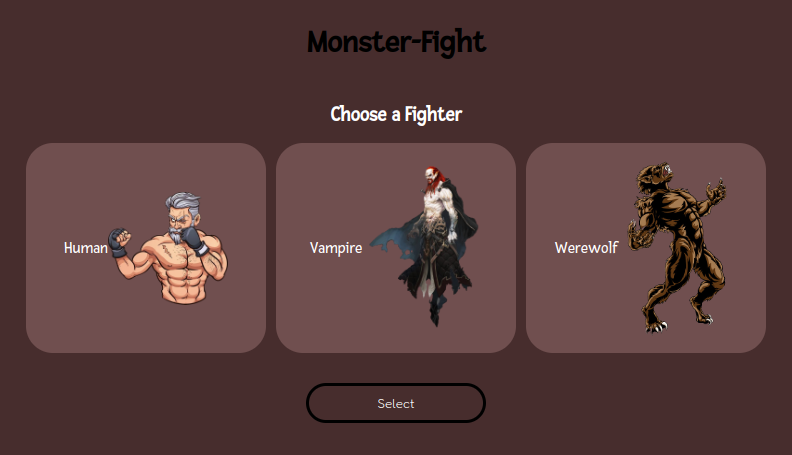 Monster-Fight
Choose a Fighter
Human
Vampire
Werewolf
Select